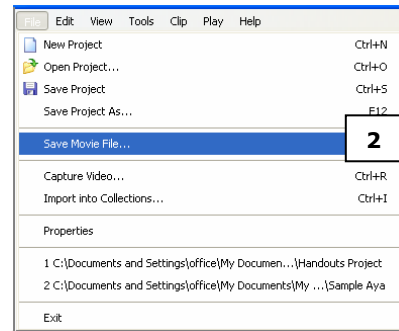 File Edit View Tools Clip Play Help
New Project Ctrl+N
Open Project... Ctrl+O
Save Project Ctrl+S
Save Project As... F12
Save Movie File...
2
Capture Video... Ctrl+R
Import into Collections... Ctrl+I
Properties
1 C:\Documents and Settings\office\My Documen...\Handouts Project
2 C:\Documents and Settings\office\My Documents\My ...\Sample Aya
Exit